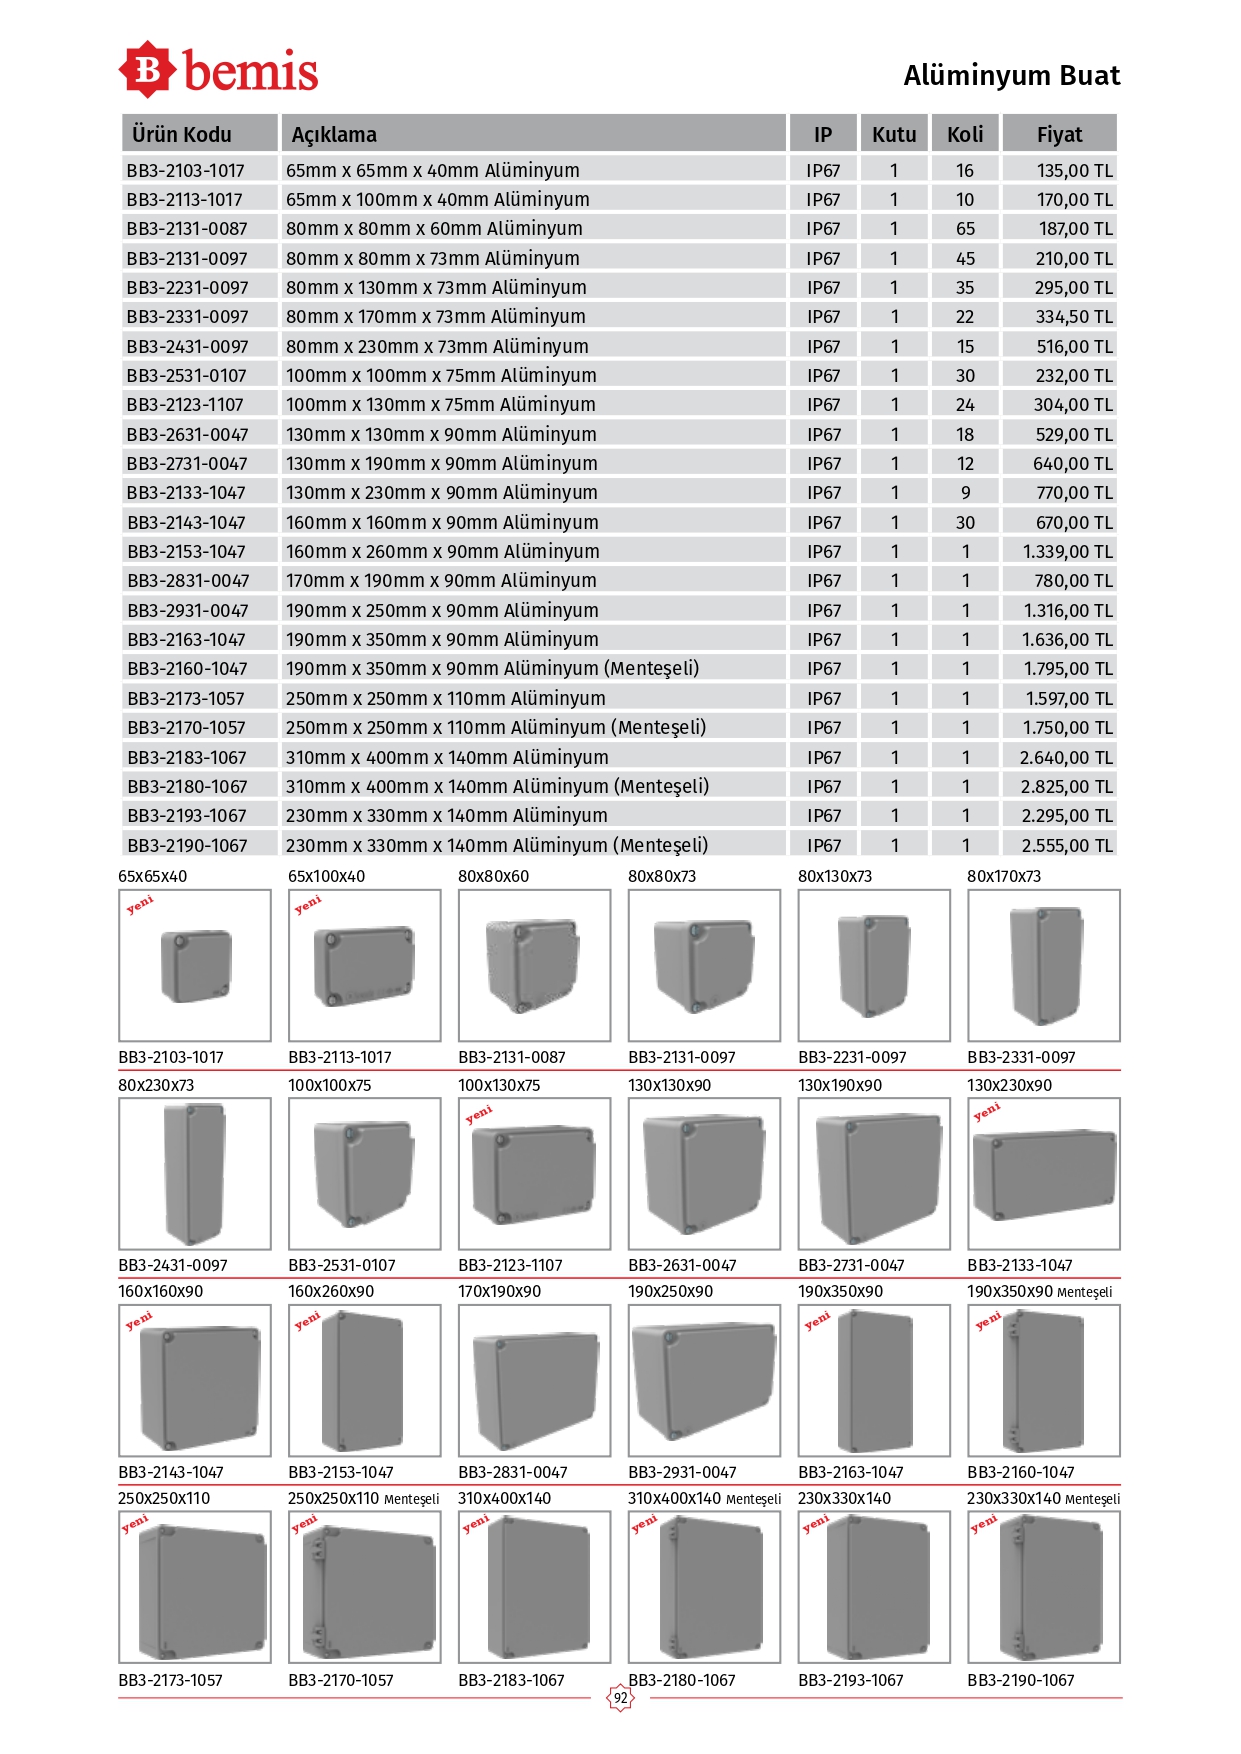 B bemis
Alüminyum Buat
Ürün Kodu Açıklama IP Kutu Koli Fiyat
BB3-2103-1017 65mm x 65mm x 40mm Alüminyum IP67 1 16 135,00 TL
BB3-2113-1017 65mm x 100mm x 40mm Alüminyum IP67 1 10 170,00 TL
BB3-2131-0087 80mm x 80mm x 60mm Alüminyum IP67 1 65 187,00 TL
BB3-2131-0097 80mm x 80mm x 73mm Alüminyum IP67 1 45 210,00 TL
BB3-2231-0097 80mm x 130mm x 73mm Alüminyum IP67 1 35 295,00 TL
BB3-2331-0097 80mm x 170mm x 73mm Alüminyum IP67 1 22 334,50 TL
BB3-2431-0097 80mm x 230mm x 73mm Alüminyum IP67 1 15 516,00 TL
BB3-2531-0107 100mm x 100mm x 75mm Alüminyum IP67 1 30 232,00 TL
BB3-2123-1107 100mm x 130mm x 75mm Alüminyum IP67 1 24 304,00 TL
BB3-2631-0047 130mm x 130mm x 90mm Alüminyum IP67 1 18 529,00 TL
BB3-2731-0047 130mm x 190mm x 90mm Alüminyum IP67 1 12 640,00 TL
BB3-2133-1047 130mm x 230mm x 90mm Alüminyum IP67 1 9 770,00 TL
BB3-2143-1047 160mm x 160mm x 90mm Alüminyum IP67 1 30 670,00 TL
BB3-2153-1047 160mm x 260mm x 90mm Alüminyum IP67 1 1 1.339,00 TL
BB3-2831-0047 170mm x 190mm x 90mm Alüminyum IP67 1 1 780,00 TL
BB3-2931-0047 190mm x 250mm x 90mm Alüminyum IP67 1 1 1.316,00 TL
BB3-2163-1047 190mm x 350mm x 90mm Alüminyum IP67 1 1 1.636,00 TL
BB3-2160-1047 190mm x 350mm x 90mm Alüminyum (Menteşeli) IP67 1 1 1.795,00 TL
BB3-2173-1057 250mm x 250mm x 110mm Alüminyum IP67 1 1 1.597,00 TL
BB3-2170-1057 250mm x 250mm x 110mm Alüminyum (Menteşeli) IP67 1 1 1.750,00 TL
BB3-2183-1067 310mm x 400mm x 140mm Alüminyum IP67 1 1 2.640,00 TL
BB3-2180-1067 310mm x 400mm x 140mm Alüminyum (Menteşeli) IP67 1 1 2.825,00 TL
BB3-2193-1067 230mm x 330mm x 140mm Alüminyum IP67 1 1 2.295,00 TL
BB3-2190-1067 230mm x 330mm x 140mm Alüminyum (Menteşeli) IP67 1 1 2.555,00 TL
65x65x40 65x100x40 80x80x60 80x80x73 80x130x73 80x170x73
yeni yeni
BB3-2103-1017 BB3-2113-1017 BB3-2131-0087 BB3-2131-0097 BB3-2231-0097 BB3-2331-0097
80x230x73 100x100x75 100x130x75 130x130x90 130x190x90 130x230x90
yeni yeni
BB3-2431-0097 BB3-2531-0107 BB3-2123-1107 BB3-2631-0047 BB3-2731-0047 BB3-2133-1047
160x160x90 160x260x90 170x190x90 190x250x90 190x350x90 190x350x90 Menteşeli
yeni yeni yeni yeni
BB3-2143-1047 BB3-2153-1047 BB3-2831-0047 BB3-2931-0047 BB3-2163-1047 BB3-2160-1047
250x250x110 250x250x110 Menteşeli 310x400x140 310x400x140 Menteşeli 230x330x140 230x330x140 Menteşeli
yeni yeni yeni yeni yeni yeni
BB3-2173-1057 BB3-2170-1057 BB3-2183-1067 BB3-2180-1067 BB3-2193-1067 BB3-2190-1067
92